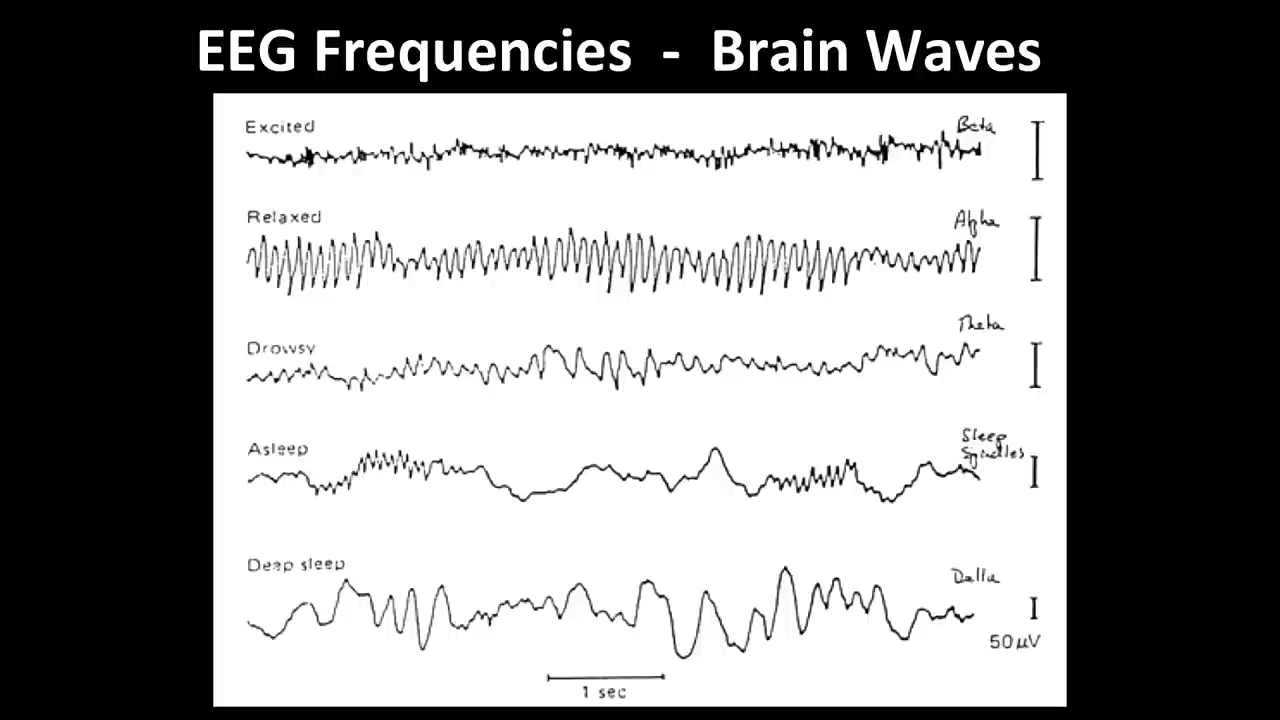 EEG Frequencies - Brain Waves
Excited
Beta
Relaxed
Alpha
Drowsy
Theta
Asleep
Sleep
Spindles
Deep sleep
Delta
50 μV
1 sec